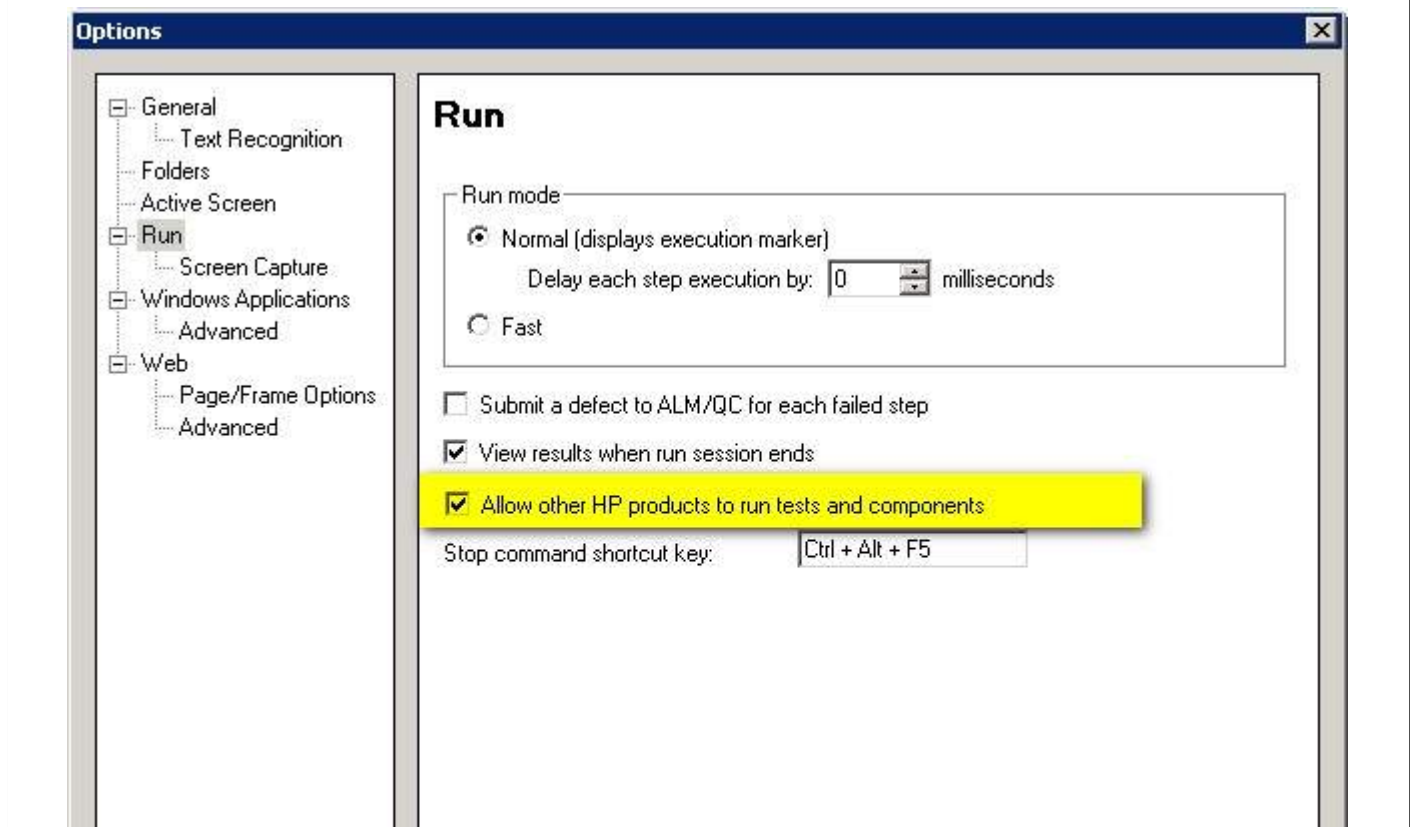 Options
General
Text Recognition
Folders
Active Screen
Run
Screen Capture
Windows Applications
Advanced
Web
Page/Frame Options
Advanced
Run
Run mode
Normal (displays execution marker)
Delay each step execution by: 0 milliseconds
Fast
Submit a defect to ALM/QC for each failed step
View results when run session ends
Allow other HP products to run tests and components
Stop command shortcut key: Ctrl + Alt + F5